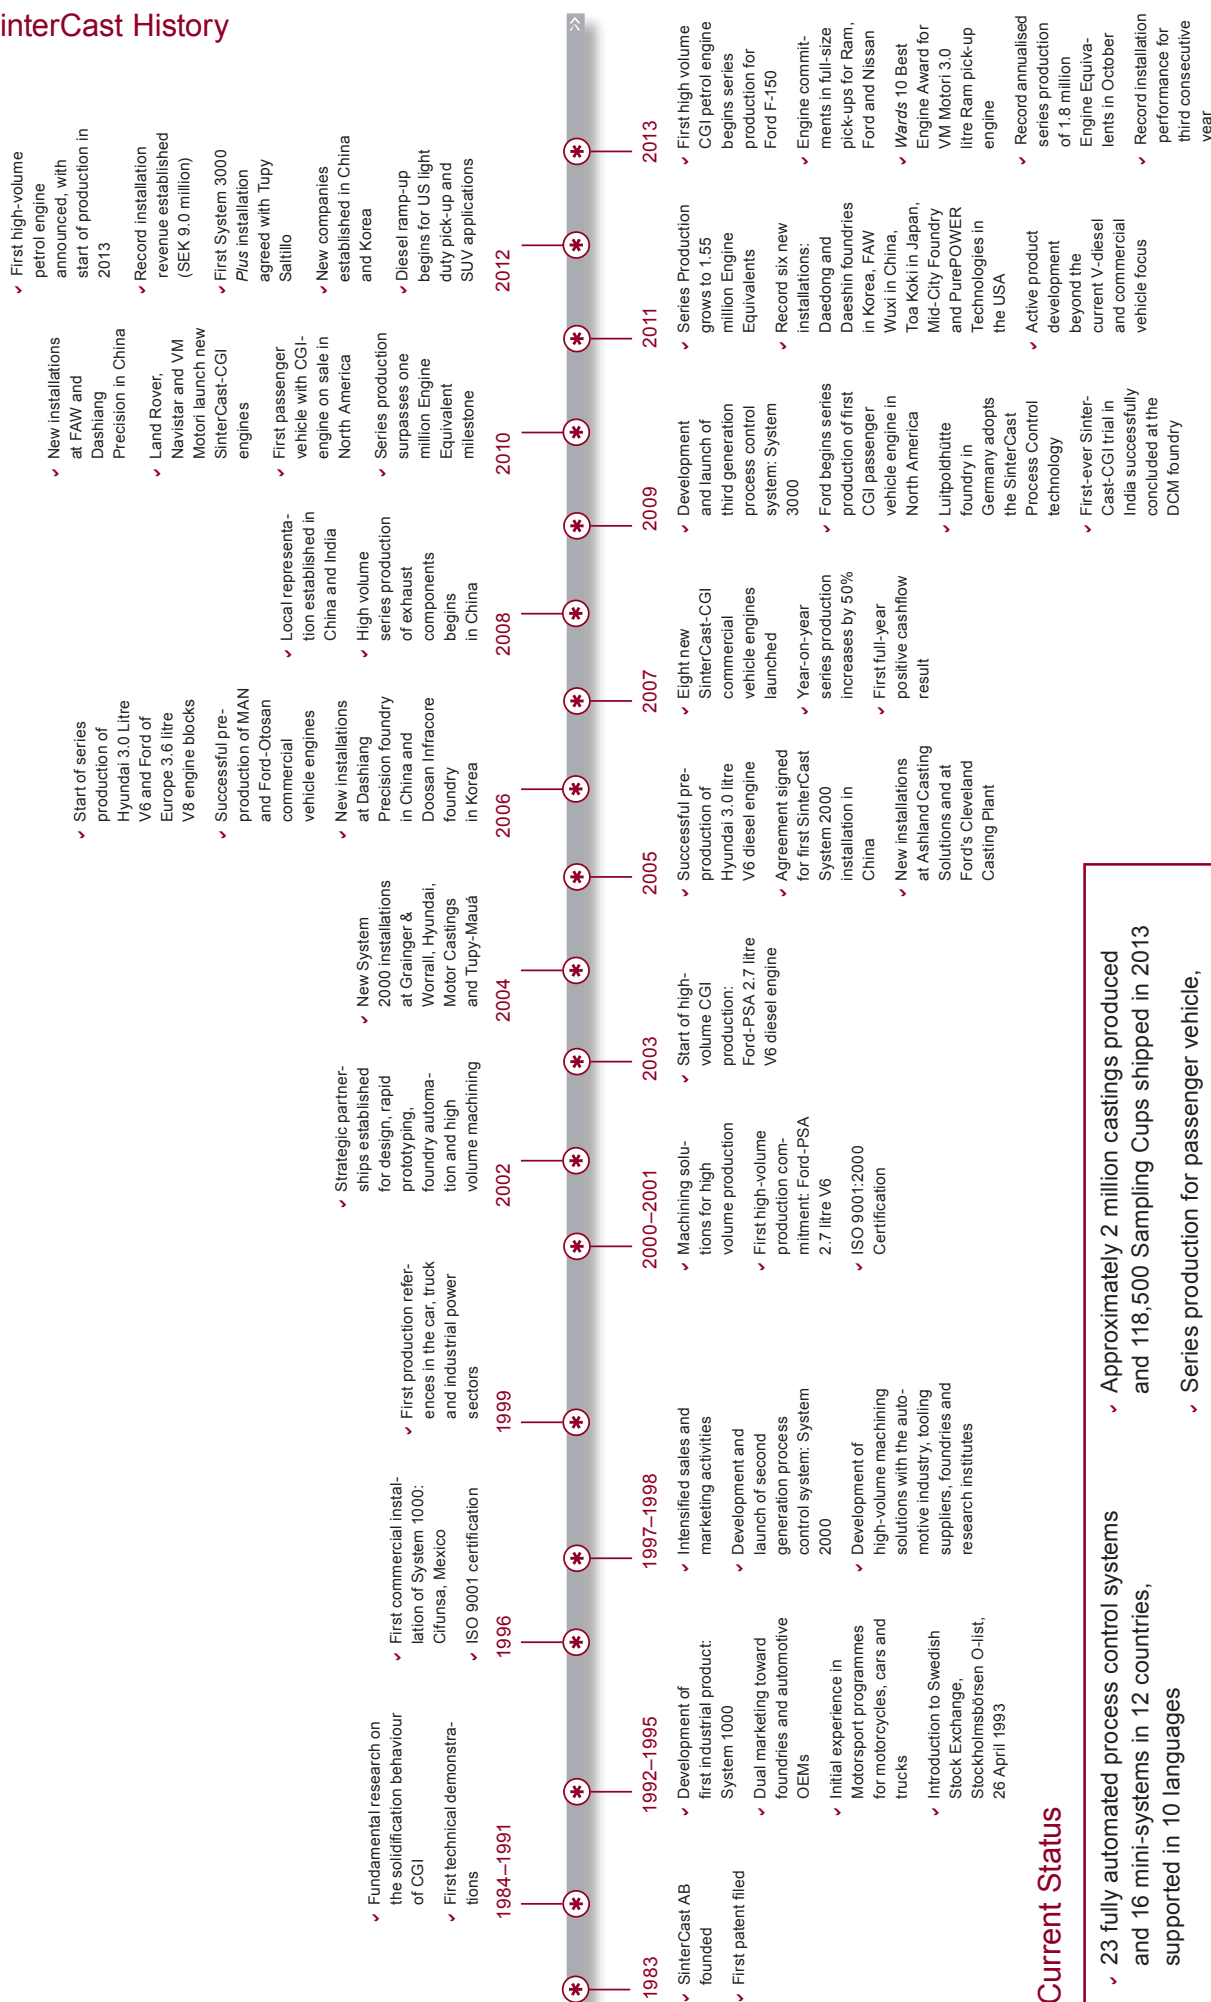 interCast History
1983
✓ SinterCast AB
founded
✓ First patent filed
✓ Fundamental research on
the solidification behaviour
of CGI
✓ First technical demonstra-
tions
1984–1991
1992–1995
✓ Development of
first industrial product:
System 1000
✓ Dual marketing toward
foundries and automotive
OEMs
✓ Initial experience in
Motorsport programmes
for motorcycles, cars and
trucks
✓ Introduction to Swedish
Stock Exchange,
Stockholmsbörsen O-list,
26 April 1993
✓ First commercial instal-
lation of System 1000:
Cifunsa, Mexico
✓ ISO 9001 certification
1996
1997–1998
✓ Intensified sales and
marketing activities
✓ Development and
launch of second
generation process
control system: System
2000
✓ Development of
high-volume machining
solutions with the auto-
motive industry, tooling
suppliers, foundries and
research institutes
✓ First production refer-
ences in the car, truck
and industrial power
sectors
1999
2000–2001
✓ Machining solu-
tions for high
volume production
✓ First high-volume
production com-
mitment: Ford-PSA
2.7 litre V6
✓ ISO 9001:2000
Certification
✓ Strategic partner-
ships established
for design, rapid
prototyping,
foundry automa-
tion and high
volume machining
2002
2003
✓ Start of high-
volume CGI
production:
Ford-PSA 2.7 litre
V6 diesel engine
✓ New System
2000 installations
at Grainger &
Worrall, Hyundai,
Motor Castings
and Tupy-Mauá
2004
2005
✓ Successful pre-
production of
Hyundai 3.0 litre
V6 diesel engine
✓ Agreement signed
for first SinterCast
System 2000
installation in
China
✓ New installations
at Ashland Casting
Solutions and at
Ford's Cleveland
Casting Plant
✓ Start of series
production of
Hyundai 3.0 Litre
V6 and Ford of
Europe 3.6 litre
V8 engine blocks
✓ Successful pre-
production of MAN
and Ford-Otosan
commercial
vehicle engines
✓ New installations
at Dashiang
Precision foundry
in China and
Doosan Infracore
foundry
in Korea
2006
2007
✓ Eight new
SinterCast-CGI
commercial
vehicle engines
launched
✓ Year-on-year
series production
increases by 50%
✓ First full-year
positive cashflow
result
✓ Local representa-
tion established in
China and India
✓ High volume
series production
of exhaust
components
begins
in China
2008
2009
✓ Development
and launch of
third generation
process control
system: System
3000
✓ Ford begins series
production of first
CGI passenger
vehicle engine in
North America
✓ Luitpoldhütte
foundry in
Germany adopts
the SinterCast
Process Control
technology
✓ First-ever Sinter-
Cast-CGI trial in
India successfully
concluded at the
DCM foundry
✓ New installations
at FAW and
Dashiang
Precision in China
✓ Land Rover,
Navistar and VM
Motori launch new
SinterCast-CGI
engines
✓ First passenger
vehicle with CGI-
engine on sale in
North America
✓ Series production
surpasses one
million Engine
Equivalent
milestone
2010
2011
✓ Series Production
grows to 1.55
million Engine
Equivalents
✓ Record six new
installations:
Daedong and
Daeshin foundries
in Korea, FAW
Wuxi in China,
Toa Koki in Japan,
Mid-City Foundry
and PurePOWER
Technologies in
the USA
✓ Active product
development
beyond the
current V-diesel
and commercial
vehicle focus
✓ First high-volume
petrol engine
announced, with
start of production in
2013
✓ Record installation
revenue established
(SEK 9.0 million)
✓ First System 3000
Plus installation
agreed with Tupy
Saltillo
✓ New companies
established in China
and Korea
✓ Diesel ramp-up
begins for US light
duty pick-up and
SUV applications
2012
2013
✓ First high volume
CGI petrol engine
begins series
production for
Ford F-150
✓ Engine commit-
ments in full-size
pick-ups for Ram,
Ford and Nissan
✓ Wards 10 Best
Engine Award for
VM Motori 3.0
litre Ram pick-up
engine
✓ Record annualised
series production
of 1.8 million
Engine Equiva-
lents in October
✓ Record installation
performance for
third consecutive
year
Current Status
✓ 23 fully automated process control systems
and 16 mini-systems in 12 countries,
supported in 10 languages
✓ Approximately 2 million castings produced
and 118,500 Sampling Cups shipped in 2013
✓ Series production for passenger vehicle,